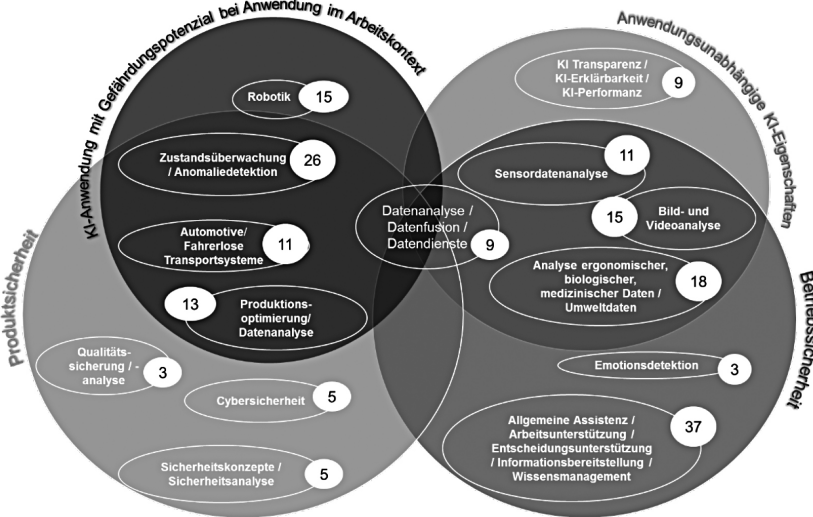 KI-Anwendung mit Gefährdungspotenzial bei Anwendung im Arbeitskontext
Anwendungsunabhängige KI-Eigenschaften
Produktsicherheit
Betriebssicherheit
Robotik
15
Zustandsüberwachung
/ Anomaliedetektion
26
Automotive/
Fahrerlose
Transportsysteme
11
13
Produktions-
optimierung/
Datenanalyse
Qualitäts-
sicherung / -
analyse
3
Cybersicherheit
5
Sicherheitskonzepte /
Sicherheitsanalyse
5
Datenanalyse /
Datenfusion /
Datendienste
9
KI Transparenz /
KI-Erklärbarkeit /
KI-Performanz
9
Sensordatenanalyse
11
15
Bild- und
Videoanalyse
Analyse ergonomischer,
biologischer,
medizinischer Daten /
Umweltdaten
18
Emotionsdetektion
3
Allgemeine Assistenz /
Arbeitsunterstützung /
Entscheidungsunterstützung
/ Informationsbereitstellung /
Wissensmanagement
37